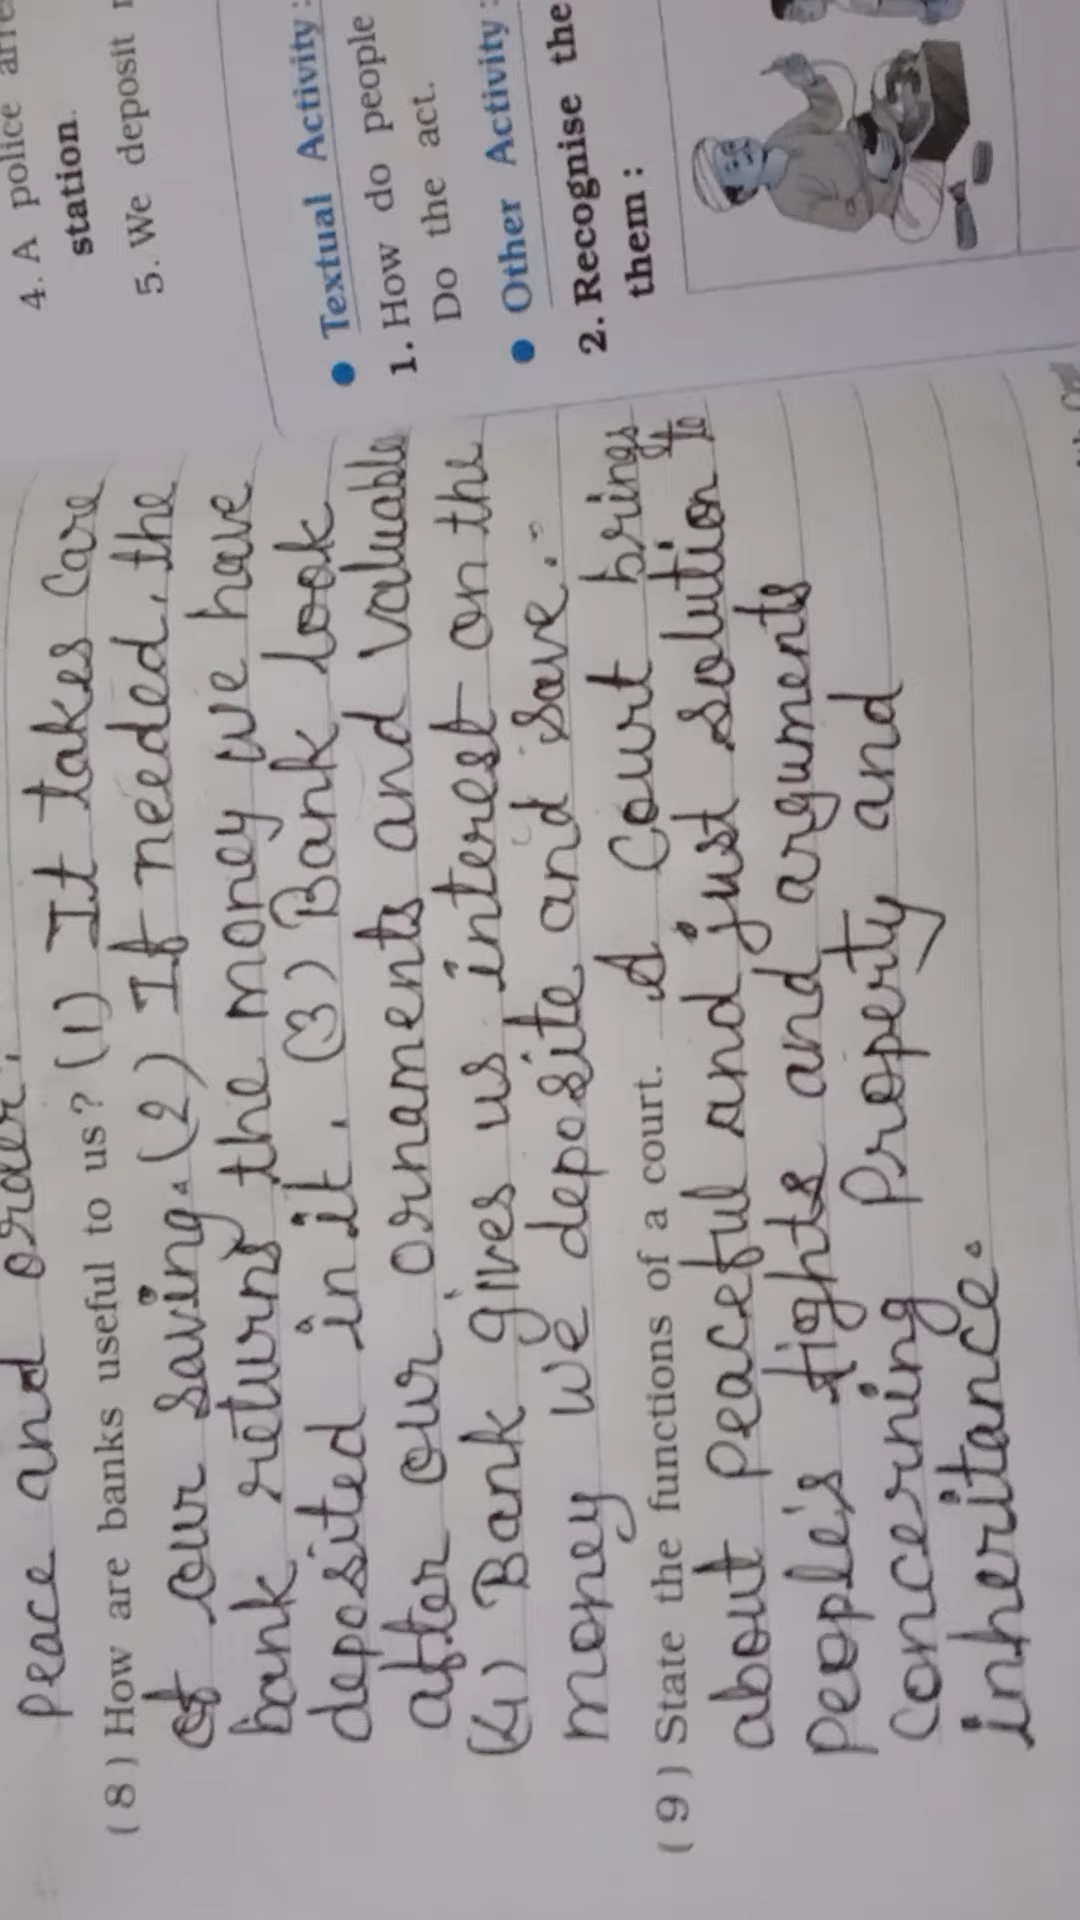 peace and order.
(8) How are banks useful to us? (1) It takes care
of our saving. (2) If needed, the
bank returns the money we have
deposited in it. (3) Bank look
after our ornaments and valuable
(4) Bank gives us interest on the
money we deposite and save.
(9) State the functions of a court. A Court brings
about peaceful and just solution to
people's fights and arguments
concerning property and
inheritance.
4. A police
station.
5. We deposit
• Textual Activity :
1. How do people
Do the act.
• Other Activity :
2. Recognise the
them :